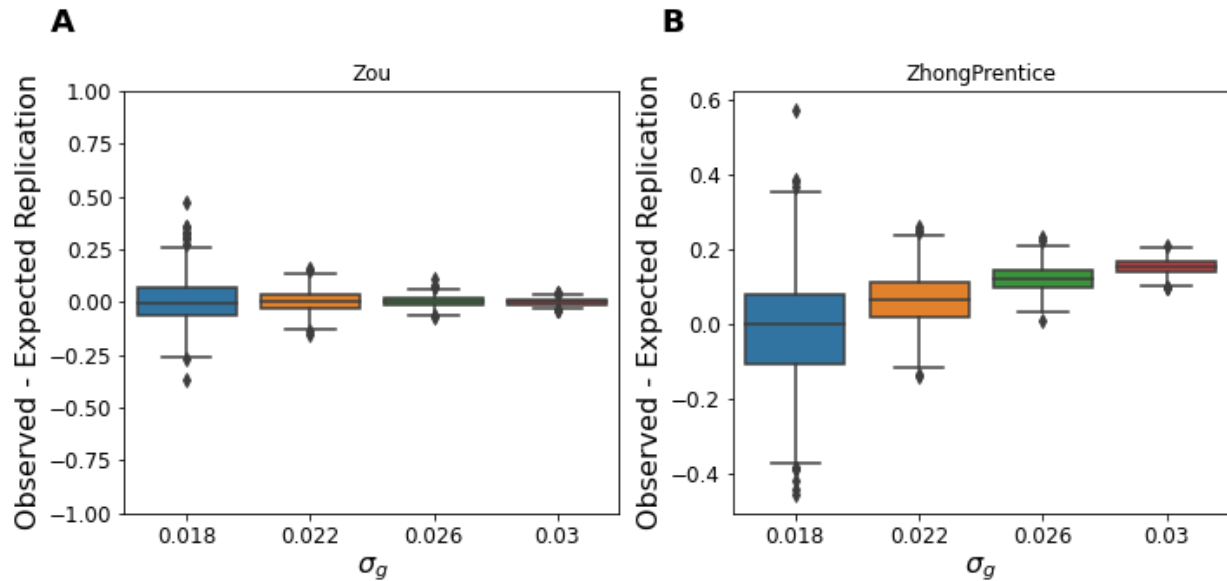 A
Zou
Observed - Expected Replication
1.00
0.75
0.50
0.25
0.00
−0.25
−0.50
−0.75
−1.00
0.018
0.022
0.026
0.03
σg
B
ZhongPrentice
Observed - Expected Replication
0.6
0.4
0.2
0.0
−0.2
−0.4
0.018
0.022
0.026
0.03
σg